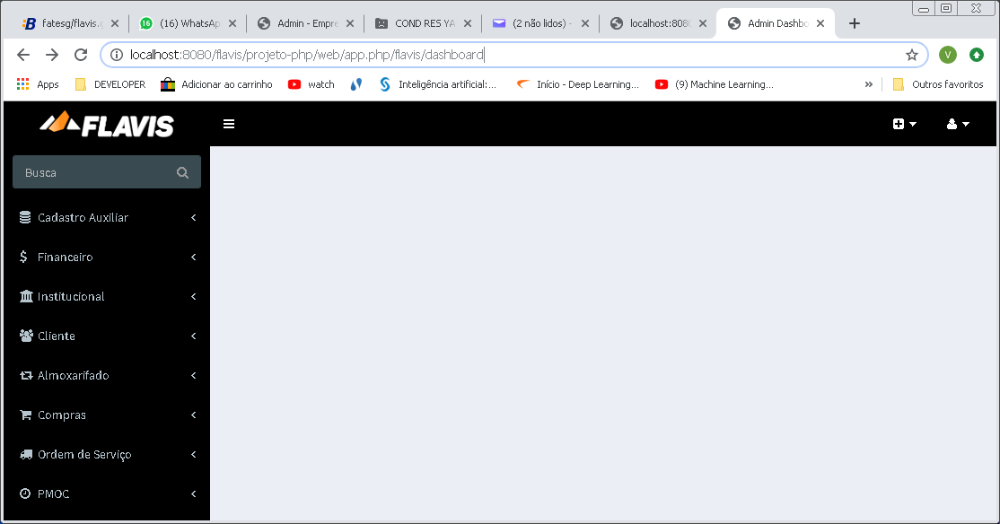 fatesg/flavis.g
(16) WhatsAp
Admin - Empre
COND RES YA
(2 não lidos) -
localhost:8080
Admin Dashbo
localhost:8080/flavis/projeto-php/web/app.php/flavis/dashboard
V
Apps
DEVELOPER
Adicionar ao carrinho
watch
Inteligência artificial:...
Início - Deep Learning...
(9) Machine Learning...
»
Outros favoritos
FLAVIS
Busca
Cadastro Auxiliar
Financeiro
Institucional
Cliente
Almoxarifado
Compras
Ordem de Serviço
PMOC